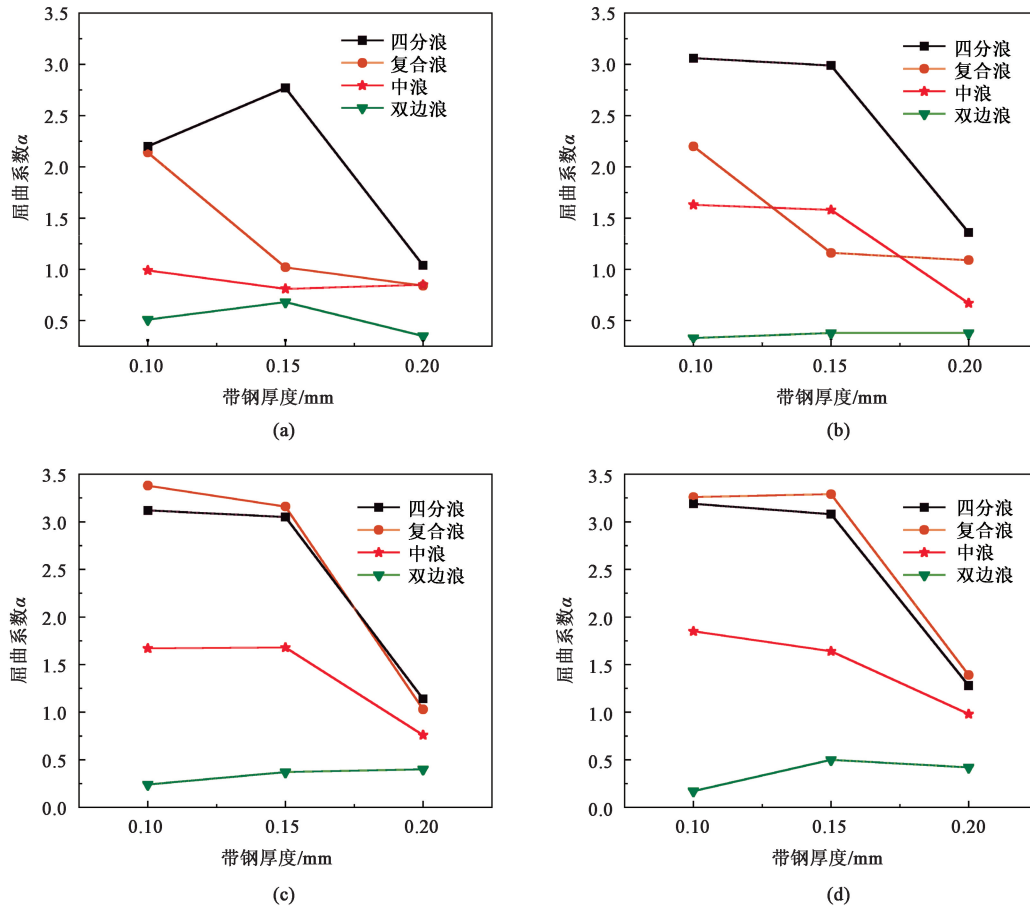 3.5
3.0
2.5
2.0
1.5
1.0
0.5
屈曲系数α
四分浪
复合浪
中浪
双边浪
0.10 0.15 0.20
带钢厚度/mm
(a)
3.5
3.0
2.5
2.0
1.5
1.0
0.5
屈曲系数α
四分浪
复合浪
中浪
双边浪
0.10 0.15 0.20
带钢厚度/mm
(b)
3.5
3.0
2.5
2.0
1.5
1.0
0.5
0.0
屈曲系数α
四分浪
复合浪
中浪
双边浪
0.10 0.15 0.20
带钢厚度/mm
(c)
3.5
3.0
2.5
2.0
1.5
1.0
0.5
0.0
屈曲系数α
四分浪
复合浪
中浪
双边浪
0.10 0.15 0.20
带钢厚度/mm
(d)